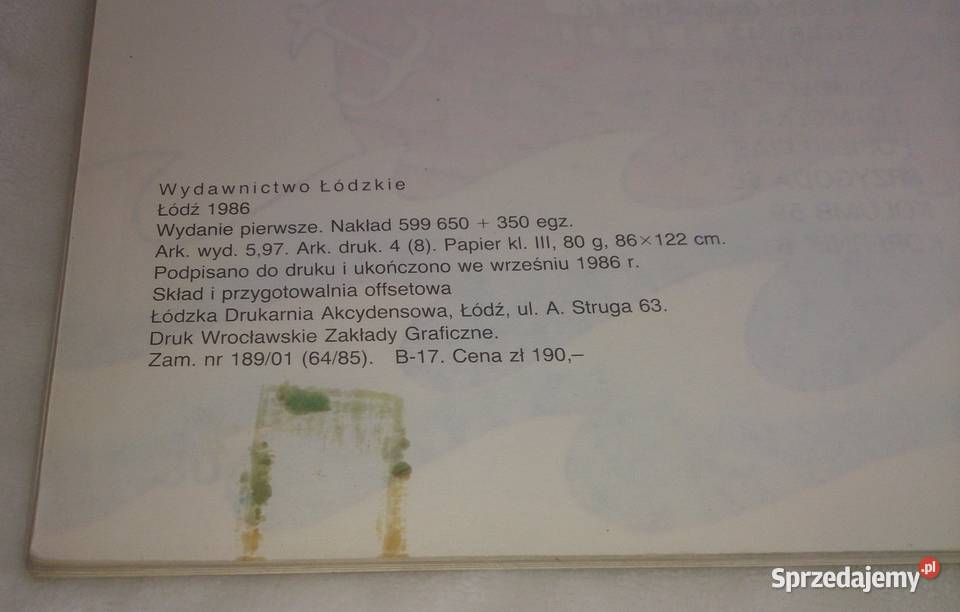 Wydawnictwo Łódzkie
Łódź 1986
Wydanie pierwsze. Nakład 599 650 + 350 egz.
Ark. wyd. 5,97. Ark. druk. 4 (8). Papier kl. III, 80 g, 86×122 cm.
Podpisano do druku i ukończono we wrześniu 1986 r.
Skład i przygotowalnia offsetowa
Łódzka Drukarnia Akcydensowa, Łódź, ul. A. Struga 63.
Druk Wrocławskie Zakłady Graficzne.
Zam. nr 189/01 (64/85). B-17. Cena zł 190,–
Sprzedajemy.pl